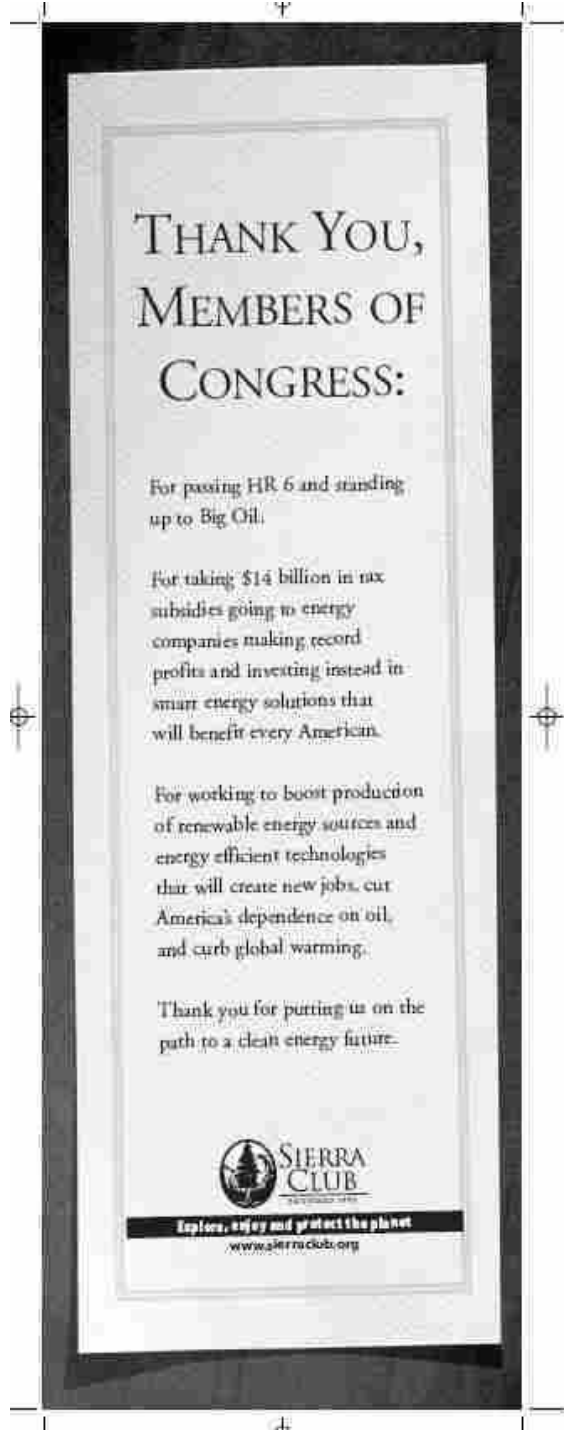 THANK YOU,
MEMBERS OF
CONGRESS:
For passing HR 6 and standing
up to Big Oil.
For taking $14 billion in tax
subsidies going to energy
companies making record
profits and investing instead in
smart energy solutions that
will benefit every American.
For working to boost production
of renewable energy sources and
energy efficient technologies
that will create new jobs, cut
America's dependence on oil,
and curb global warming.
Thank you for putting us on the
path to a clean energy future.
SIERRA
CLUB
Explore, enjoy and protect the planet
www.sierraclub.org